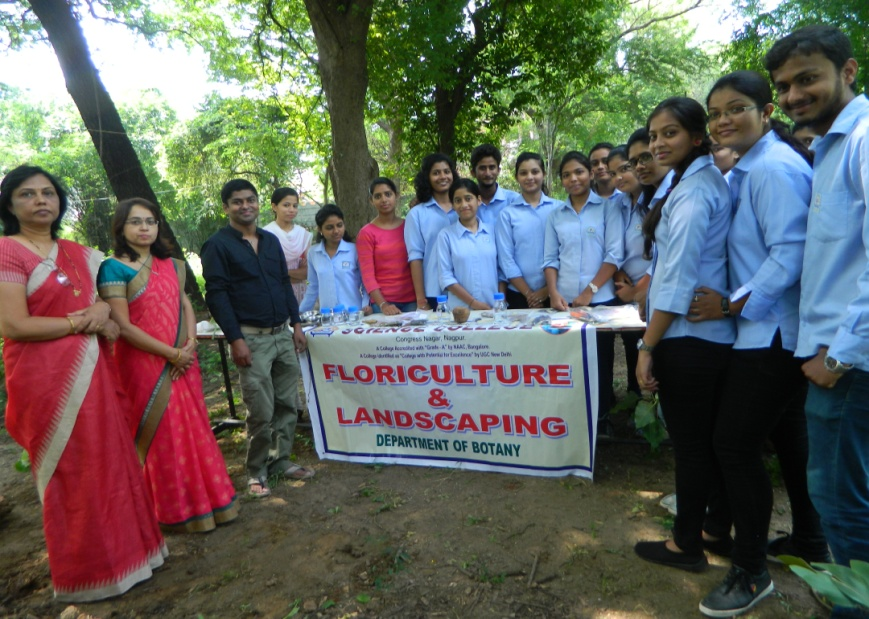 SCIENCE COLLEGE
Congress Nagar, Nagpur
A College Accredited with "Grade - A" by NAAC, Bangalore.
A College Identified as "College with Potential for Excellence" by UGC New Delhi.
FLORICULTURE
&
LANDSCAPING
DEPARTMENT OF BOTANY